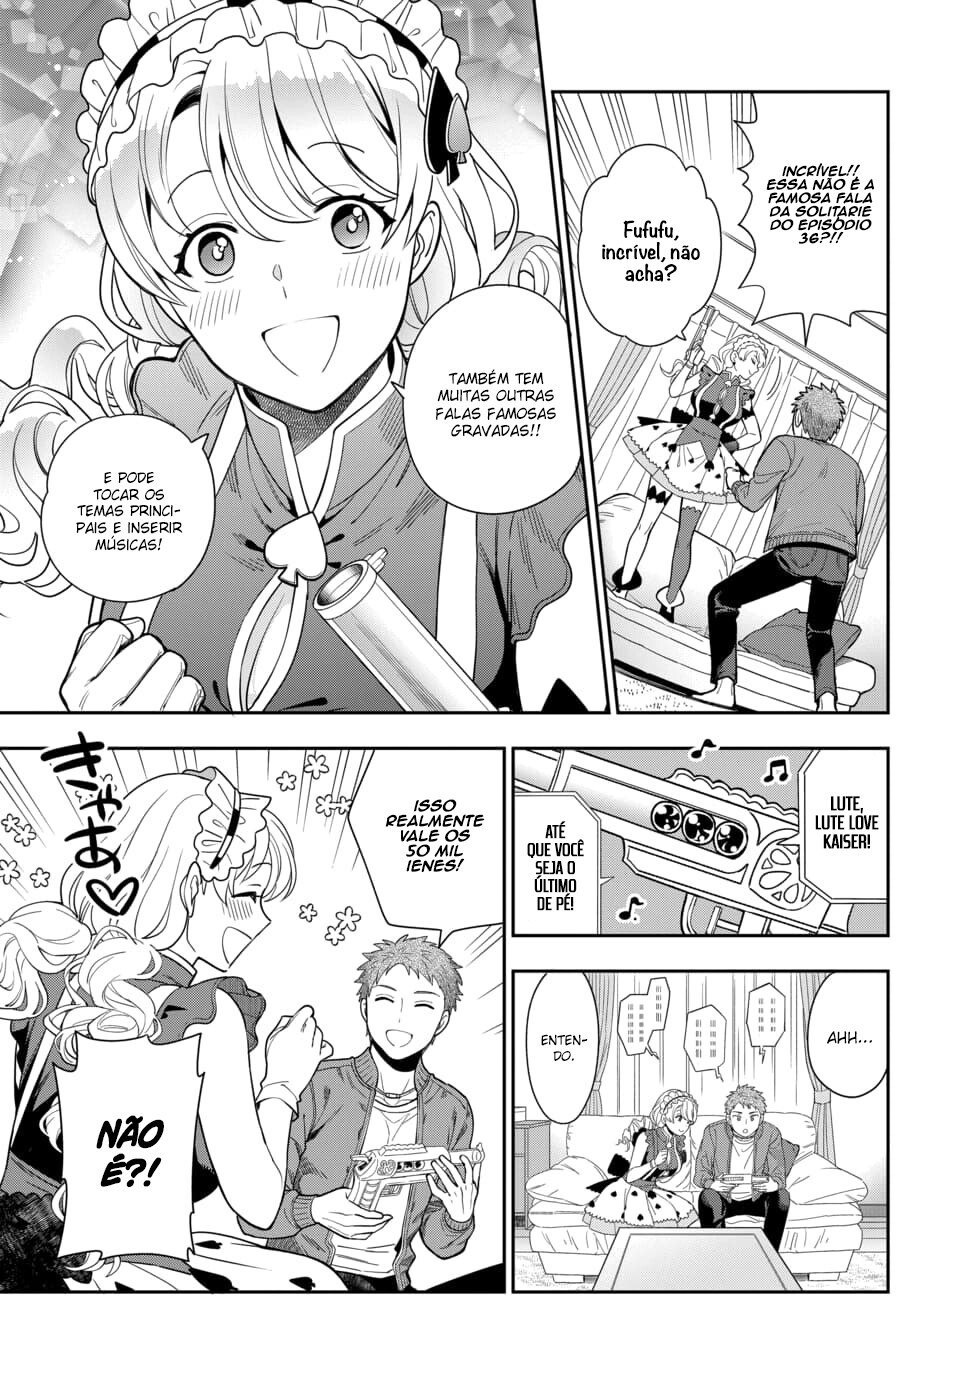 INCRÍVEL!!
ESSA NÃO É A
FAMOSA FALA
DA SOLITARIE
DO EPISÓDIO
36?!!
Fufufu,
incrível, não
acha?
TAMBÉM TEM
MUITAS OUTRAS
FALAS FAMOSAS
GRAVADAS!!
E PODE
TOCAR OS
TEMAS PRINCI-
PAIS E INSERIR
MÚSICAS!
LUTE,
LUTE LOVE
KAISER!
ATÉ
QUE VOCÊ
SEJA O
ÚLTIMO
DE PÉ!
AHH...
ENTEN-
DO.
ISSO
REALMENTE
VALE OS
50 MIL
IENES!
きゃあ♡
NÃO
É?!